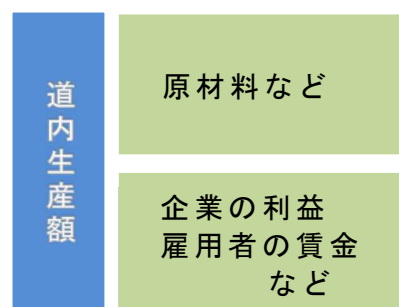 道内生産額
原材料など
企業の利益
雇用者の賃金
など